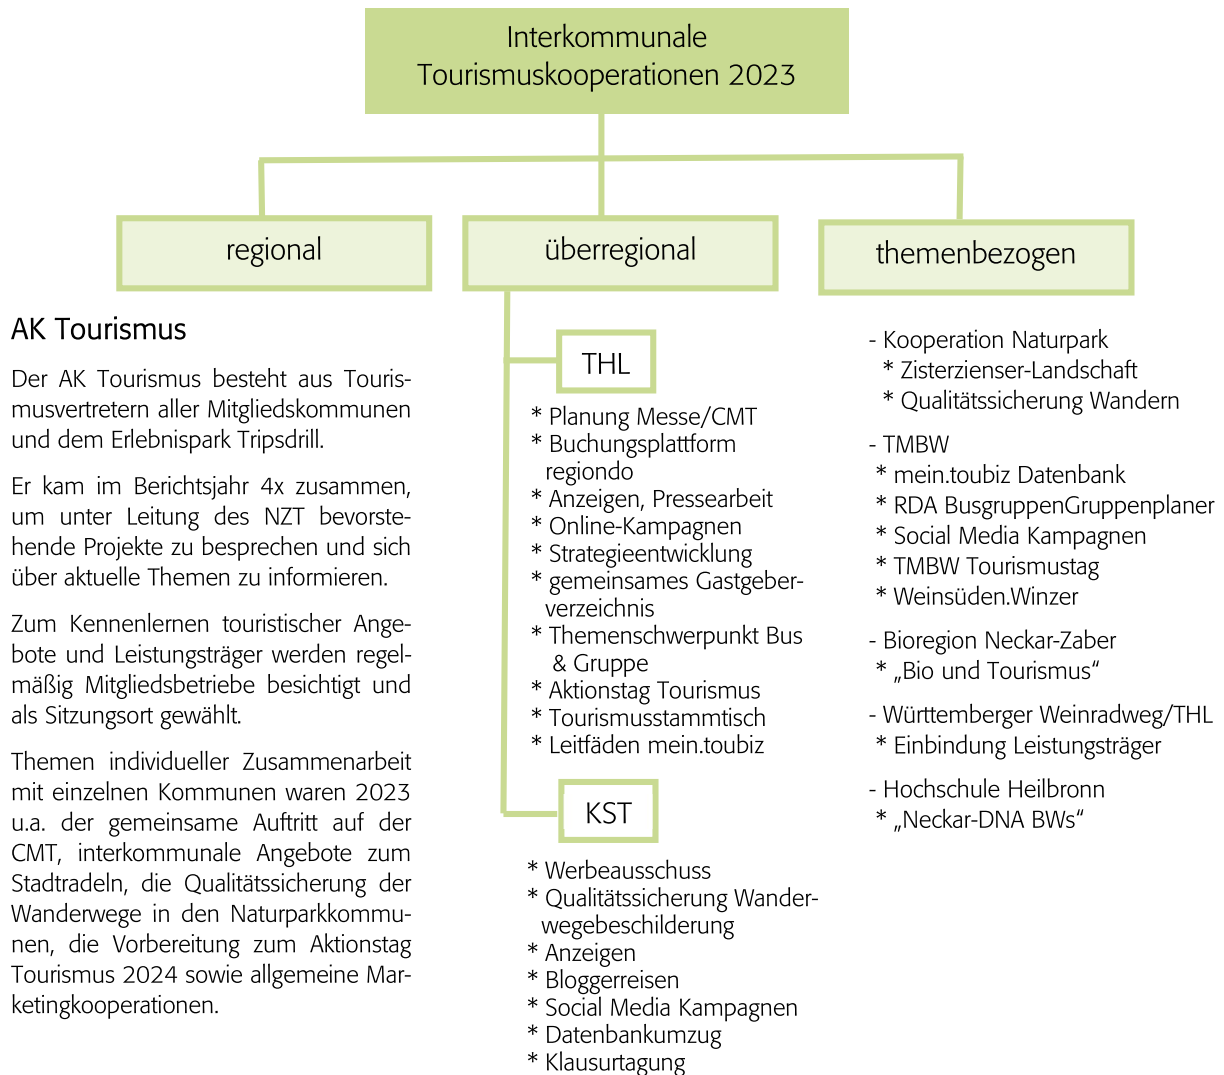 Interkommunale
Tourismuskooperationen 2023
regional
überregional
themenbezogen
AK Tourismus
Der AK Tourismus besteht aus Touris-
musvertretern aller Mitgliedskommunen
und dem Erlebnispark Tripsdrill.
Er kam im Berichtsjahr 4x zusammen,
um unter Leitung des NZT bevorste-
hende Projekte zu besprechen und sich
über aktuelle Themen zu informieren.
Zum Kennenlernen touristischer Ange-
bote und Leistungsträger werden regel-
mäßig Mitgliedsbetriebe besichtigt und
als Sitzungsort gewählt.
Themen individueller Zusammenarbeit
mit einzelnen Kommunen waren 2023
u.a. der gemeinsame Auftritt auf der
CMT, interkommunale Angebote zum
Stadtradeln, die Qualitätssicherung der
Wanderwege in den Naturparkkommu-
nen, die Vorbereitung zum Aktionstag
Tourismus 2024 sowie allgemeine Mar-
ketingkooperationen.
THL
* Planung Messe/CMT
* Buchungsplattform
regiondo
* Anzeigen, Pressearbeit
* Online-Kampagnen
* Strategieentwicklung
* gemeinsames Gastgeber-
verzeichnis
* Themenschwerpunkt Bus
& Gruppe
* Aktionstag Tourismus
* Tourismusstammtisch
* Leitfäden mein.toubiz
KST
* Werbeausschuss
* Qualitätssicherung Wander-
wegebeschilderung
* Anzeigen
* Bloggerreisen
* Social Media Kampagnen
* Datenbankumzug
* Klausurtagung
- Kooperation Naturpark
* Zisterzienser-Landschaft
* Qualitätssicherung Wandern
- TMBW
* mein.toubiz Datenbank
* RDA BusgruppenGruppenplaner
* Social Media Kampagnen
* TMBW Tourismustag
* Weinsüden.Winzer
- Bioregion Neckar-Zaber
* „Bio und Tourismus“
- Württemberger Weinradweg/THL
* Einbindung Leistungsträger
- Hochschule Heilbronn
* „Neckar-DNA BWs“